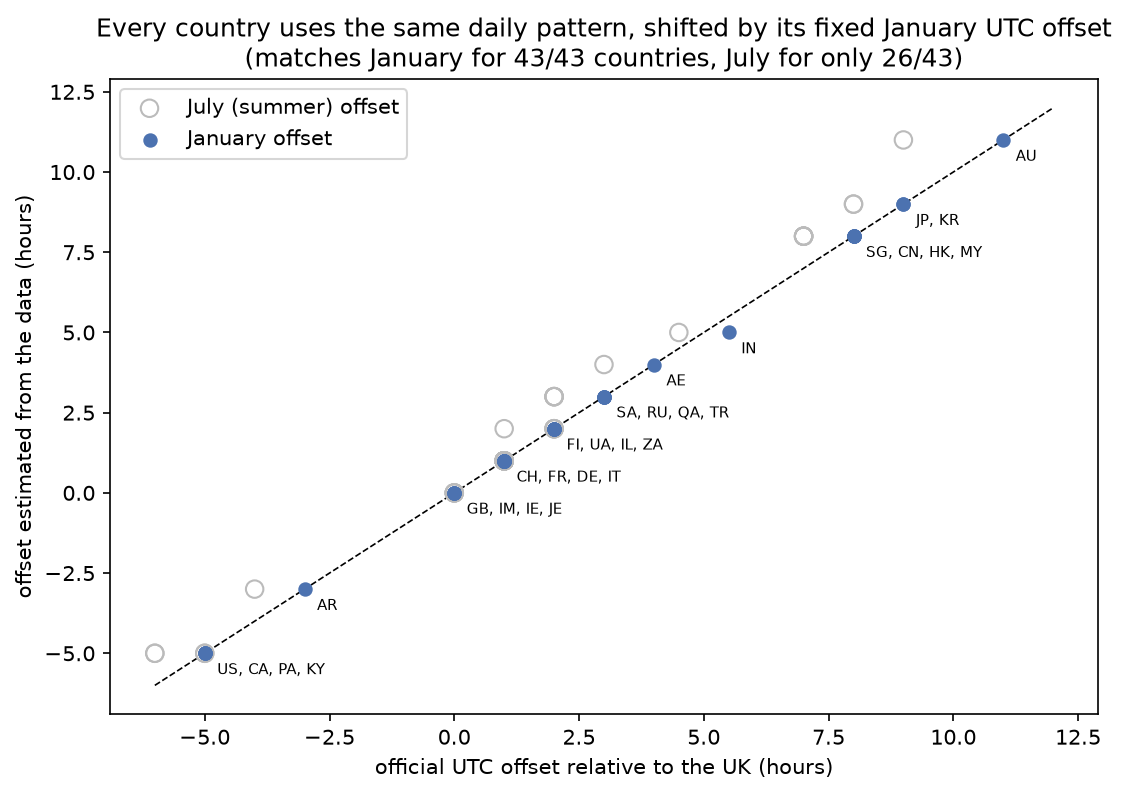 Every country uses the same daily pattern, shifted by its fixed January UTC offset
(matches January for 43/43 countries, July for only 26/43)
12.5
10.0
7.5
5.0
2.5
0.0
−2.5
−5.0
offset estimated from the data (hours)
July (summer) offset
January offset
AU
JP, KR
SG, CN, HK, MY
IN
AE
SA, RU, QA, TR
FI, UA, IL, ZA
CH, FR, DE, IT
GB, IM, IE, JE
AR
US, CA, PA, KY
−5.0 −2.5 0.0 2.5 5.0 7.5 10.0 12.5
official UTC offset relative to the UK (hours)